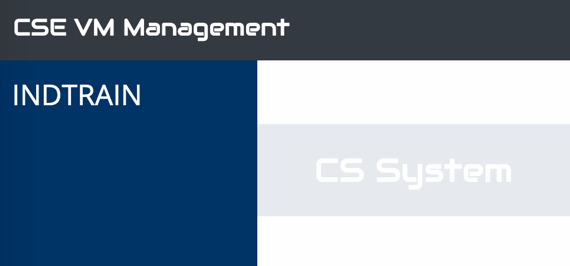 CSE VM Management
INDTRAIN
CS System